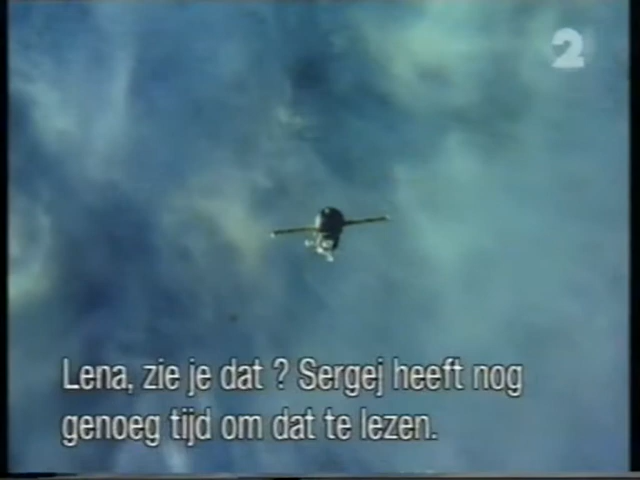 2
Lena, zie je dat ? Sergej heeft nog
genoeg tijd om dat te lezen.